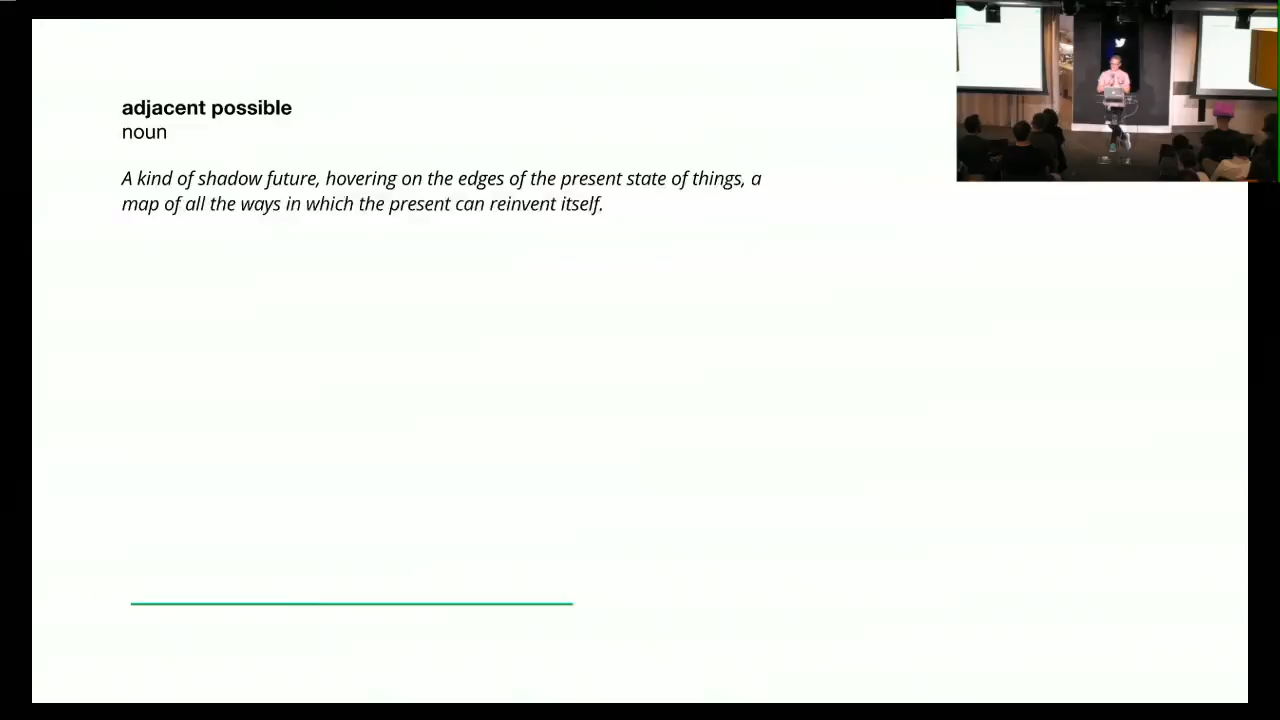 adjacent possible
noun
A kind of shadow future, hovering on the edges of the present state of things, a
map of all the ways in which the present can reinvent itself.